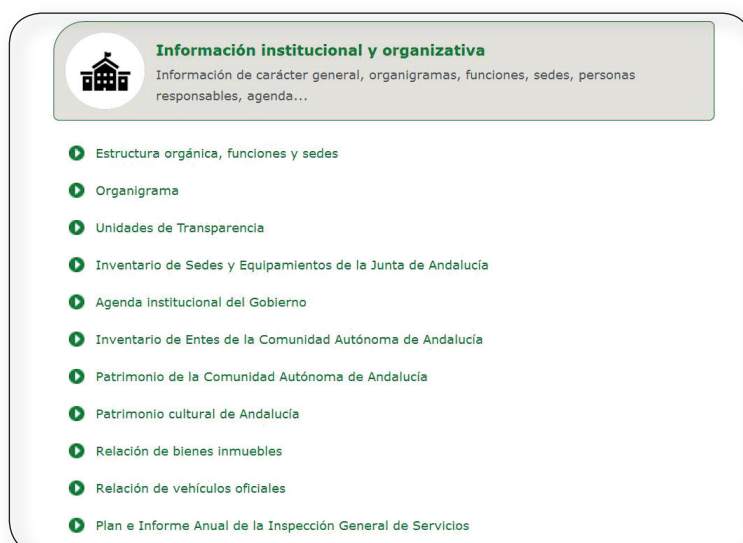 Información institucional y organizativa
Información de carácter general, organigramas, funciones, sedes, personas
responsables, agenda...
Estructura orgánica, funciones y sedes
Organigrama
Unidades de Transparencia
Inventario de Sedes y Equipamientos de la Junta de Andalucía
Agenda institucional del Gobierno
Inventario de Entes de la Comunidad Autónoma de Andalucía
Patrimonio de la Comunidad Autónoma de Andalucía
Patrimonio cultural de Andalucía
Relación de bienes inmuebles
Relación de vehículos oficiales
Plan e Informe Anual de la Inspección General de Servicios